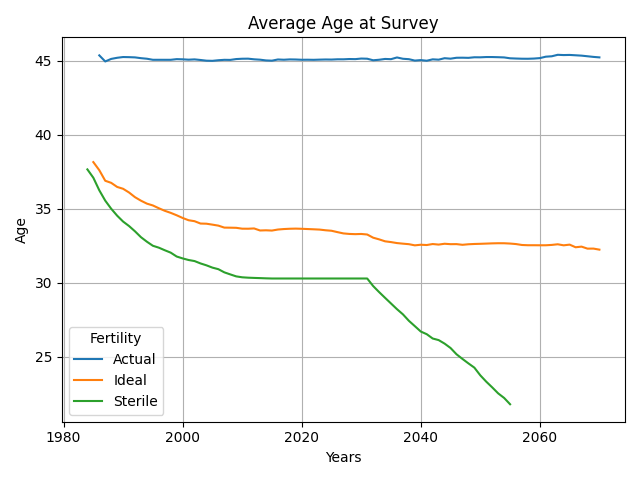 Average Age at Survey
Age
45
40
35
30
25
Fertility
Actual
Ideal
Sterile
1980
2000
2020
2040
2060
Years